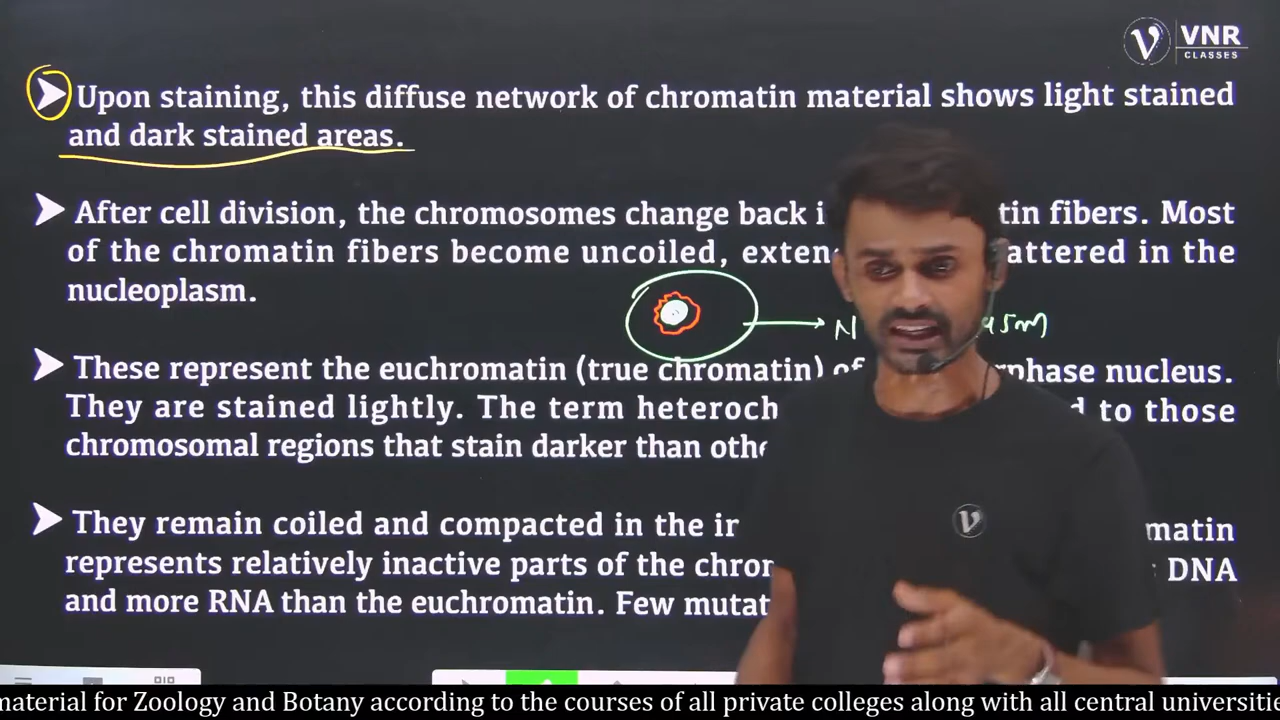 VNR
CLASSES
Upon staining, this diffuse network of chromatin material shows light stained
and dark stained areas.
After cell division, the chromosomes change back tin fibers. Most
of the chromatin fibers become uncoiled, exten attered in the
nucleoplasm.
These represent the euchromatin (true chromatin) of rphase nucleus.
They are stained lightly. The term heteroch d to those
chromosomal regions that stain darker than othe
They remain coiled and compacted in the matin
represents relatively inactive parts of the chro DNA
and more RNA than the euchromatin. Few mutat
material for Zoology and Botany according to the courses of all private colleges along with all central universitie